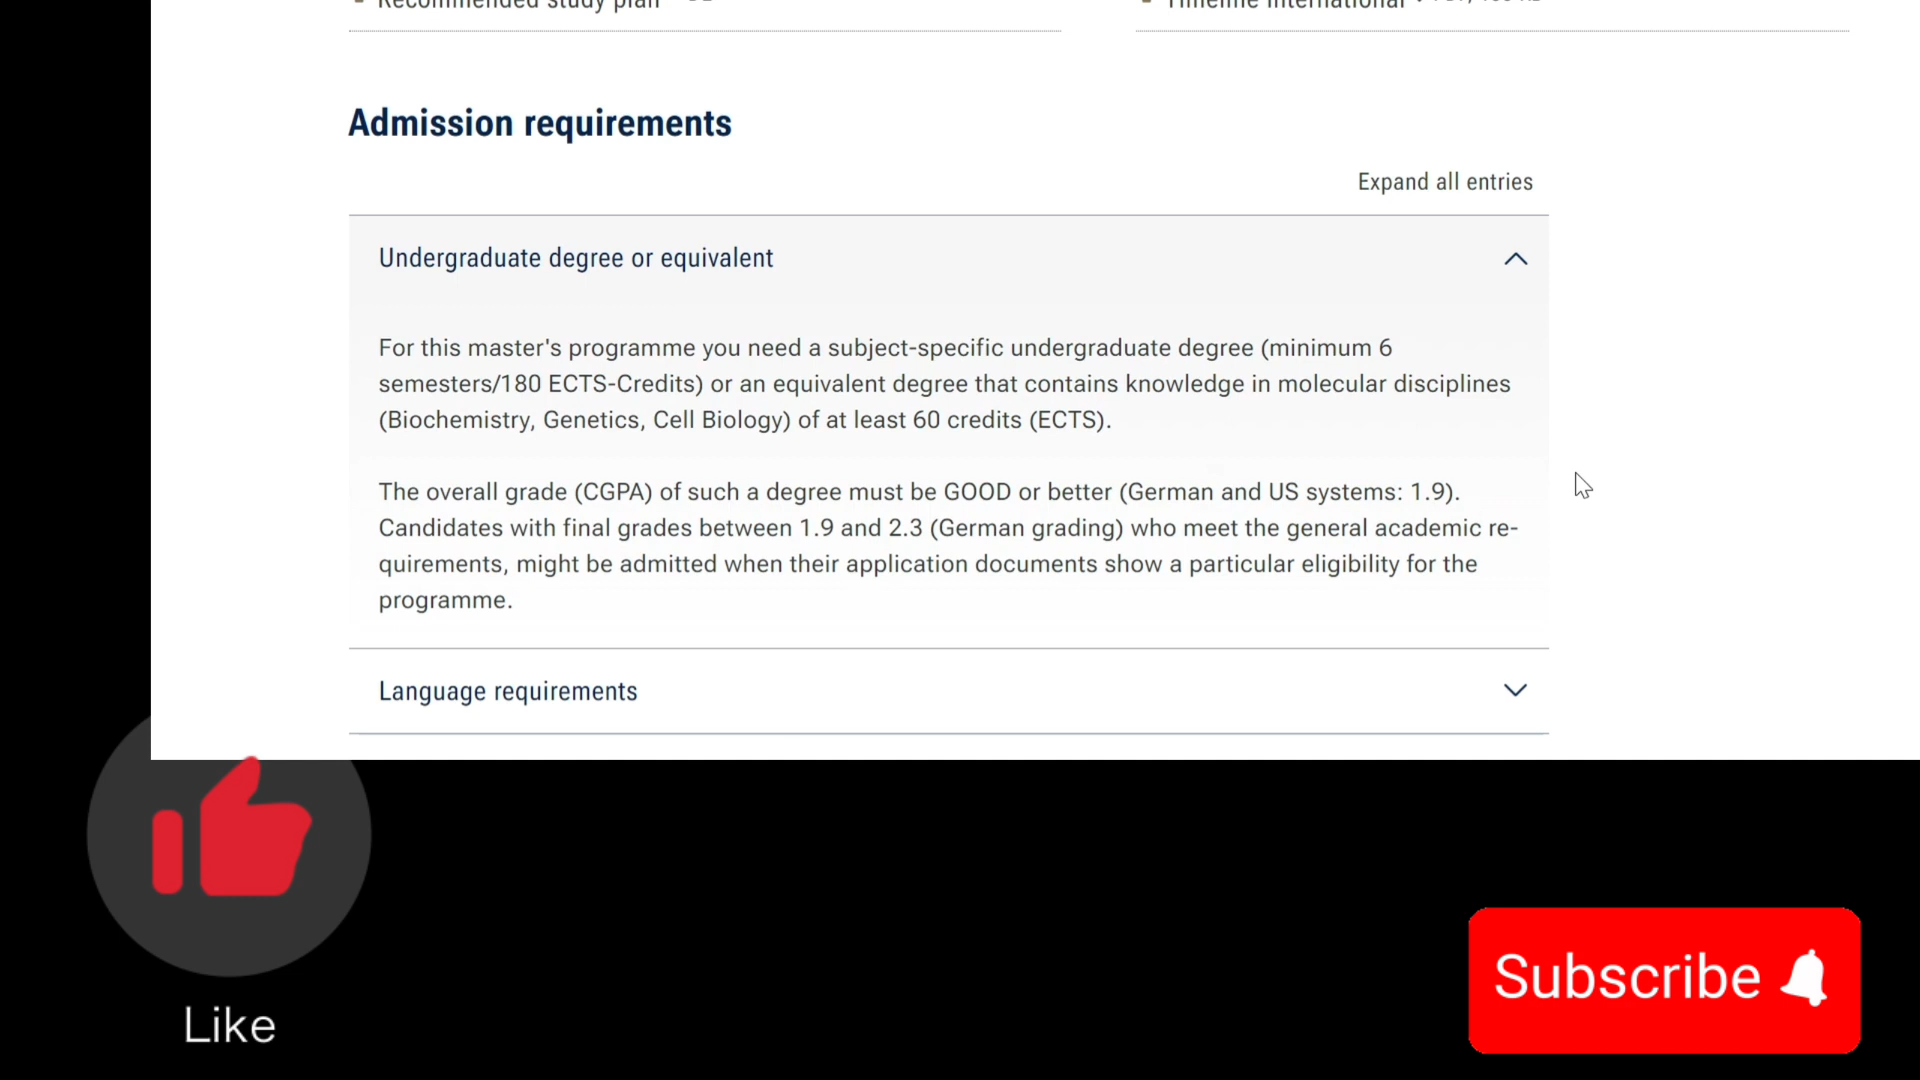 Recommended study plan
Timeline international
Admission requirements
Expand all entries
Undergraduate degree or equivalent
For this master's programme you need a subject-specific undergraduate degree (minimum 6
semesters/180 ECTS-Credits) or an equivalent degree that contains knowledge in molecular disciplines
(Biochemistry, Genetics, Cell Biology) of at least 60 credits (ECTS).
The overall grade (CGPA) of such a degree must be GOOD or better (German and US systems: 1.9).
Candidates with final grades between 1.9 and 2.3 (German grading) who meet the general academic re-
quirements, might be admitted when their application documents show a particular eligibility for the
programme.
Language requirements
Like
Subscribe